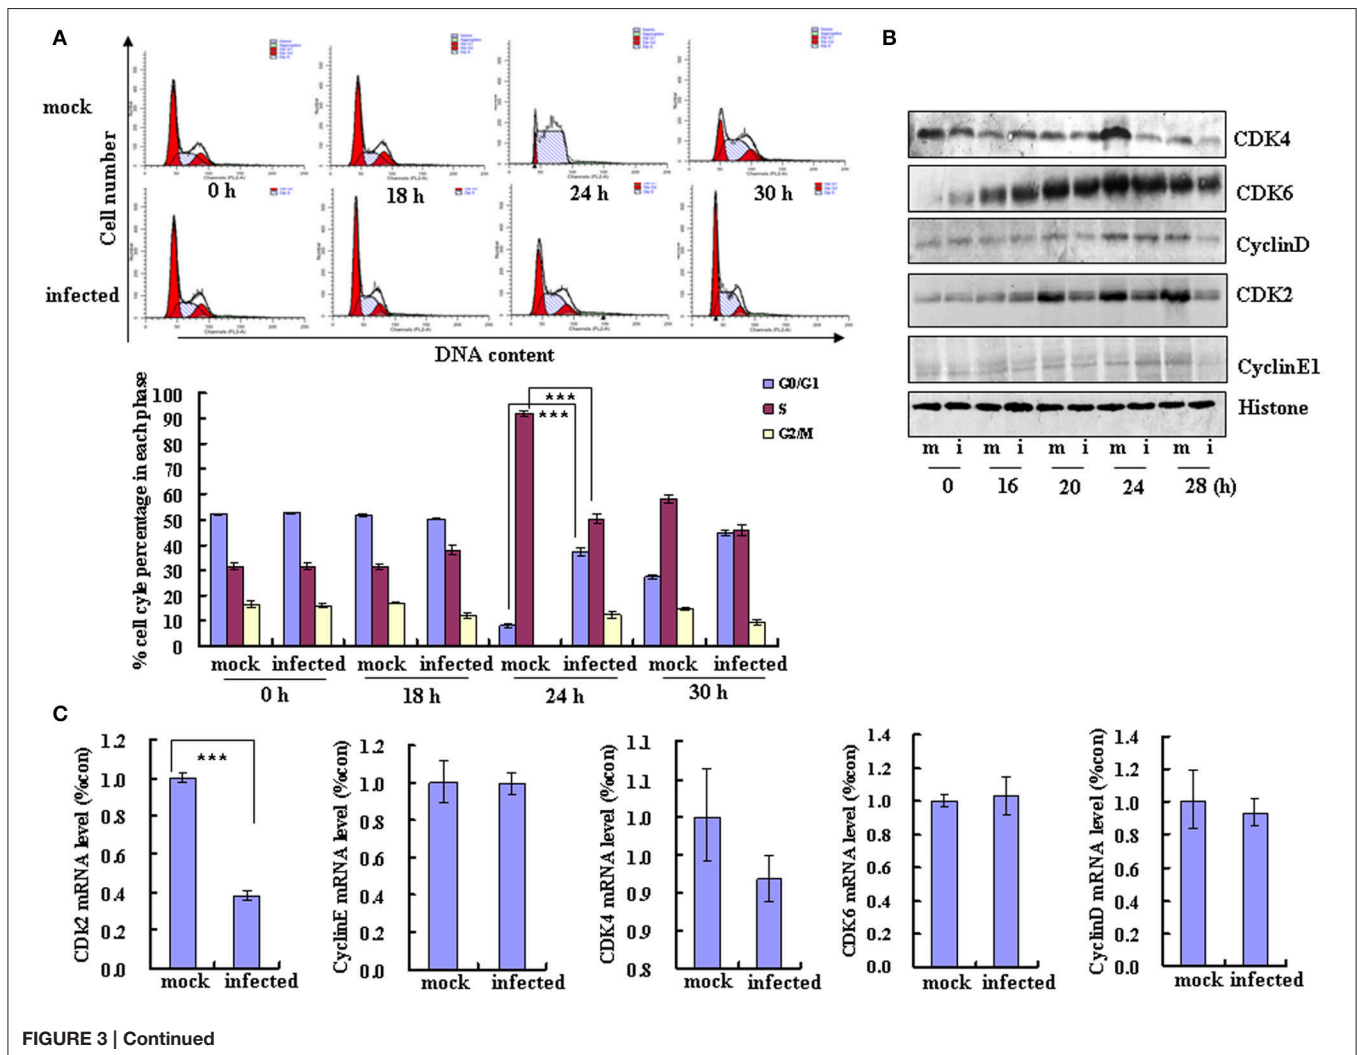 A
mock
0 h
18 h
24 h
30 h
Cell number
infected
DNA content
Channels (FL2-A)
B
CDK4
CDK6
CyclinD
CDK2
CyclinE1
Histone
m i m i m i m i m i
0 16 20 24 28 (h)
% cell cyle percentage in each phase
100
90
80
70
60
50
40
30
20
10
0
***
***
G0/G1
S
G2/M
mock infected mock infected mock infected mock infected
0 h 18 h 24 h 30 h
C
CDk2 mRNA level (%con)
1.2
1.0
0.8
0.6
0.4
0.2
0.0
***
mock infected
CyclinE mRNA level (%con)
1.2
1.0
0.8
0.6
0.4
0.2
0.0
mock infected
CDK4 mRNA level (%con)
1.1
1.1
1.0
1.0
0.9
0.9
0.8
mock infected
CDK6 mRNA level (%con)
1.4
1.2
1.0
0.8
0.6
0.4
0.2
0.0
mock infected
CyclinD mRNA level (%con)
1.4
1.2
1.0
0.8
0.6
0.4
0.2
0.0
mock infected
FIGURE 3 | Continued